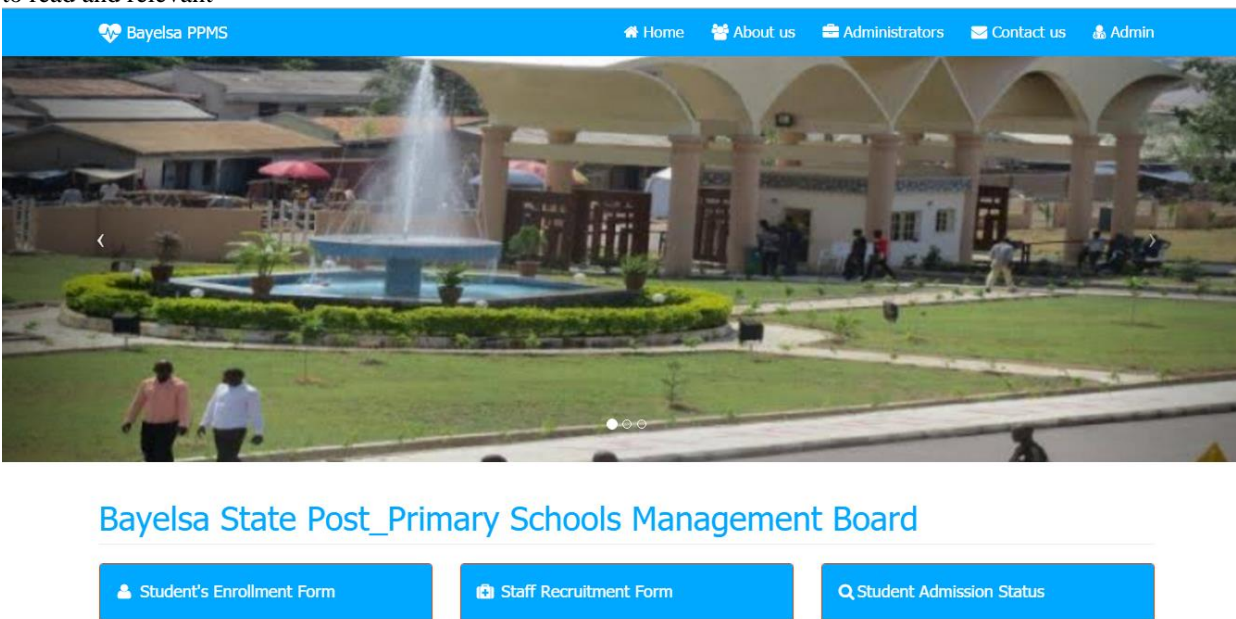 to read and relevant
Bayelsa PPMS Home About us Administrators Contact us Admin
Bayelsa State Post_Primary Schools Management Board
Student's Enrollment Form Staff Recruitment Form Student Admission Status